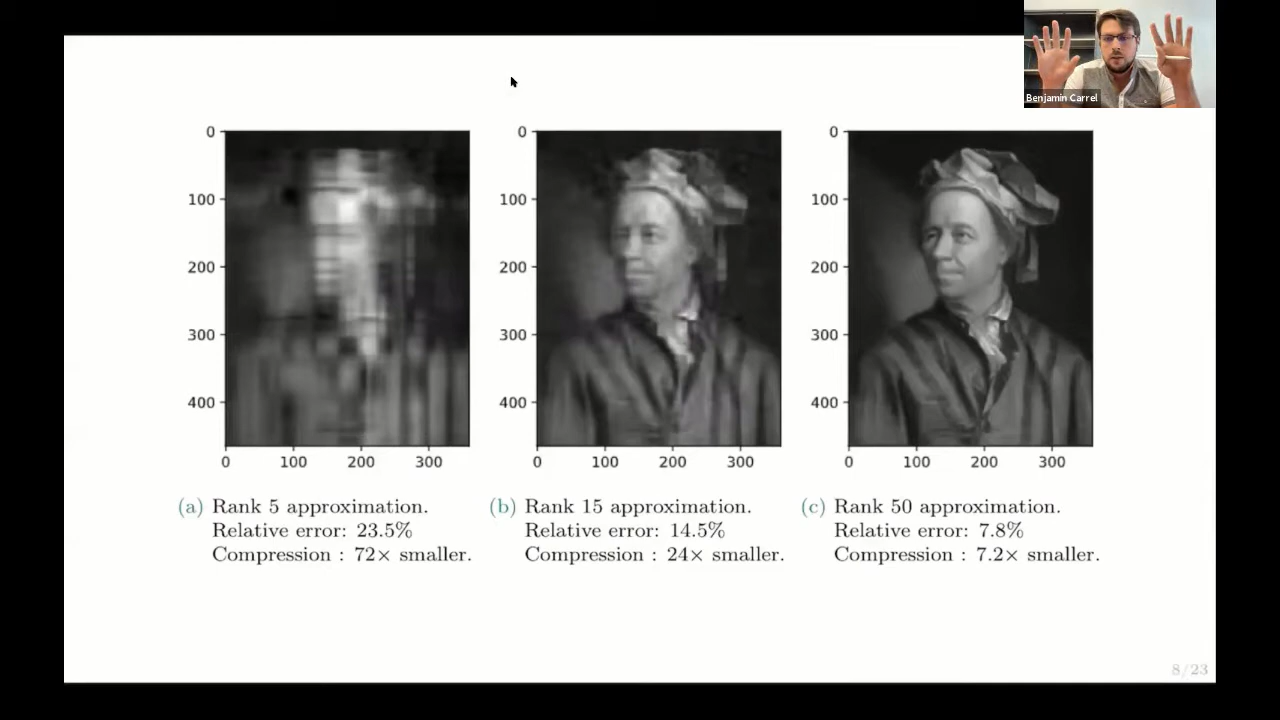 Benjamin Carrel
0
100
200
300
400
0
100
200
300
0
100
200
300
400
0
100
200
300
0
100
200
300
400
0
100
200
300
(a) Rank 5 approximation.
Relative error: 23.5%
Compression : 72× smaller.
(b) Rank 15 approximation.
Relative error: 14.5%
Compression : 24× smaller.
(c) Rank 50 approximation.
Relative error: 7.8%
Compression : 7.2× smaller.
8/23